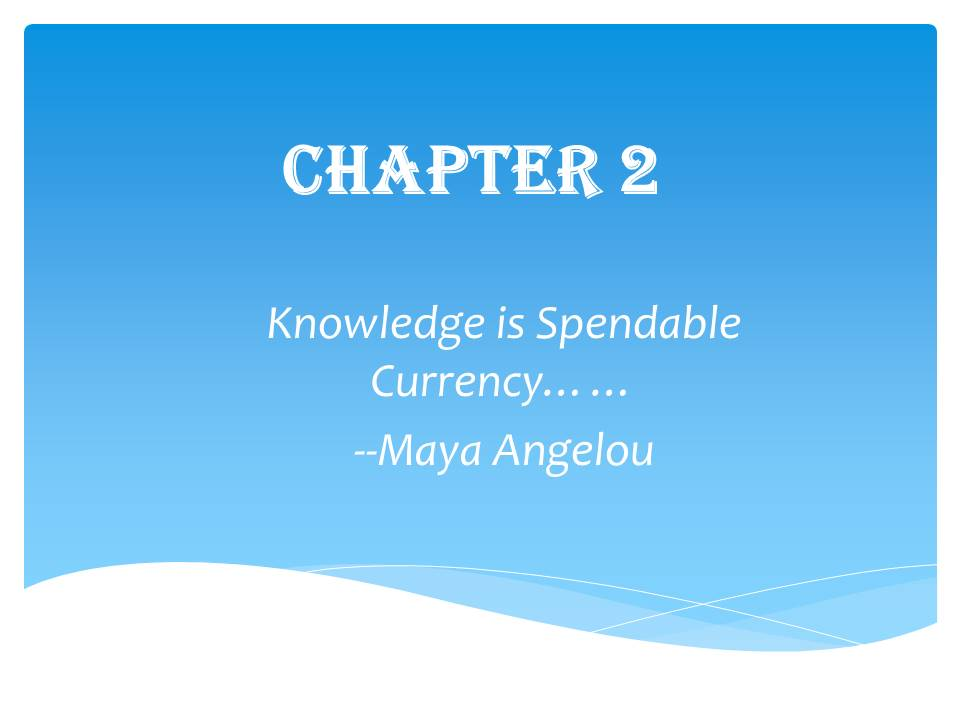 CHAPTER 2
Knowledge is Spendable
Currency... ...
--Maya Angelou